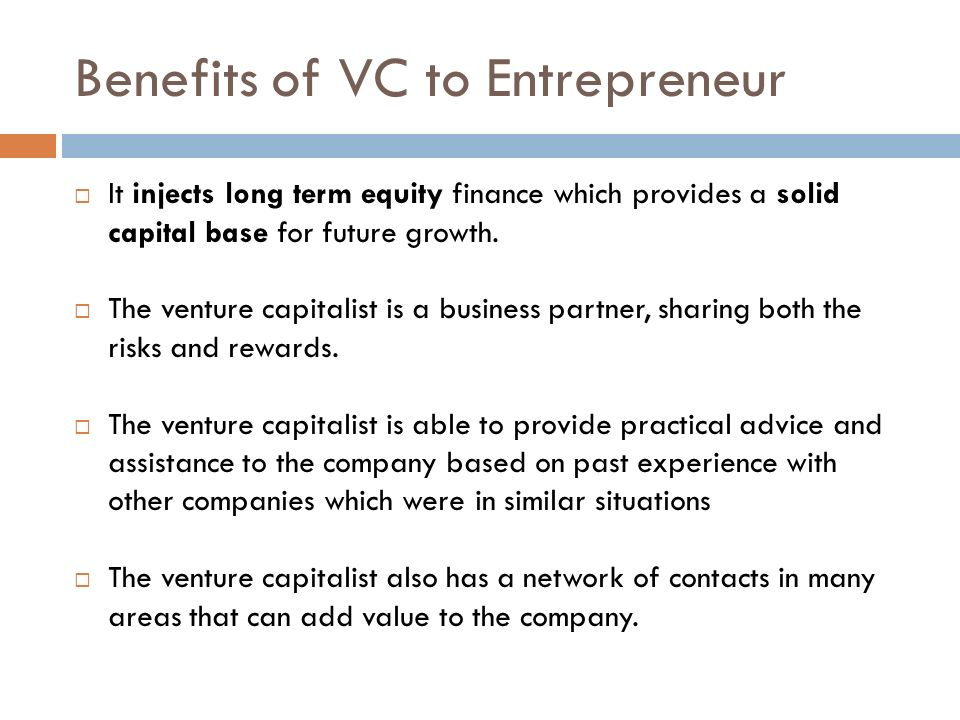 Benefits of VC to Entrepreneur
It injects long term equity finance which provides a solid
capital base for future growth.
The venture capitalist is a business partner, sharing both the
risks and rewards.
The venture capitalist is able to provide practical advice and
assistance to the company based on past experience with
other companies which were in similar situations
The venture capitalist also has a network of contacts in many
areas that can add value to the company.